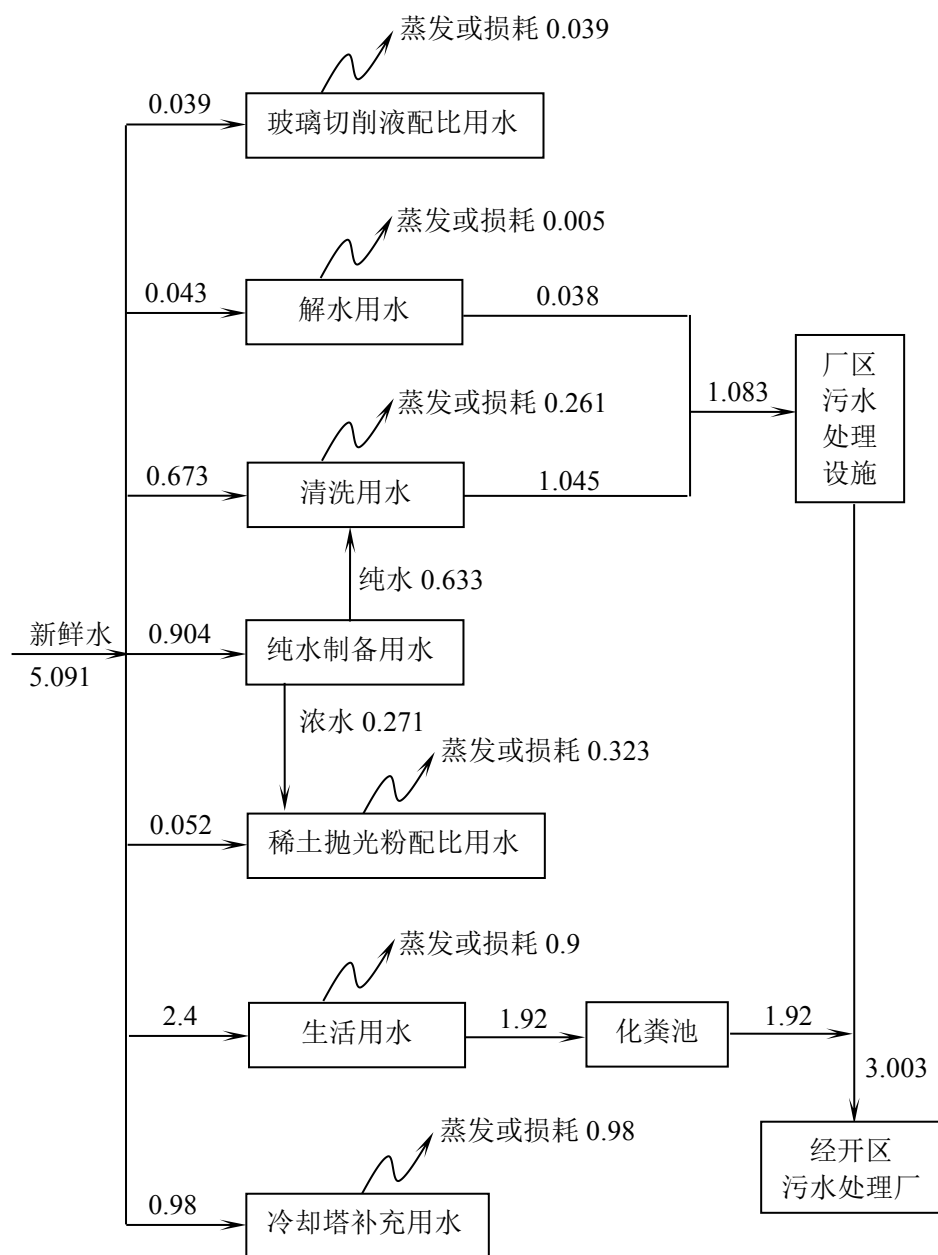 蒸发或损耗 0.039
0.039
玻璃切削液配比用水
蒸发或损耗 0.005
0.043
解水用水
0.038
厂区
污水
处理
设施
1.083
蒸发或损耗 0.261
0.673
清洗用水
1.045
纯水 0.633
新鲜水
5.091
0.904
纯水制备用水
浓水 0.271
蒸发或损耗 0.323
0.052
稀土抛光粉配比用水
蒸发或损耗 0.9
2.4
生活用水
1.92
化粪池
1.92
3.003
经开区
污水处理厂
蒸发或损耗 0.98
0.98
冷却塔补充用水